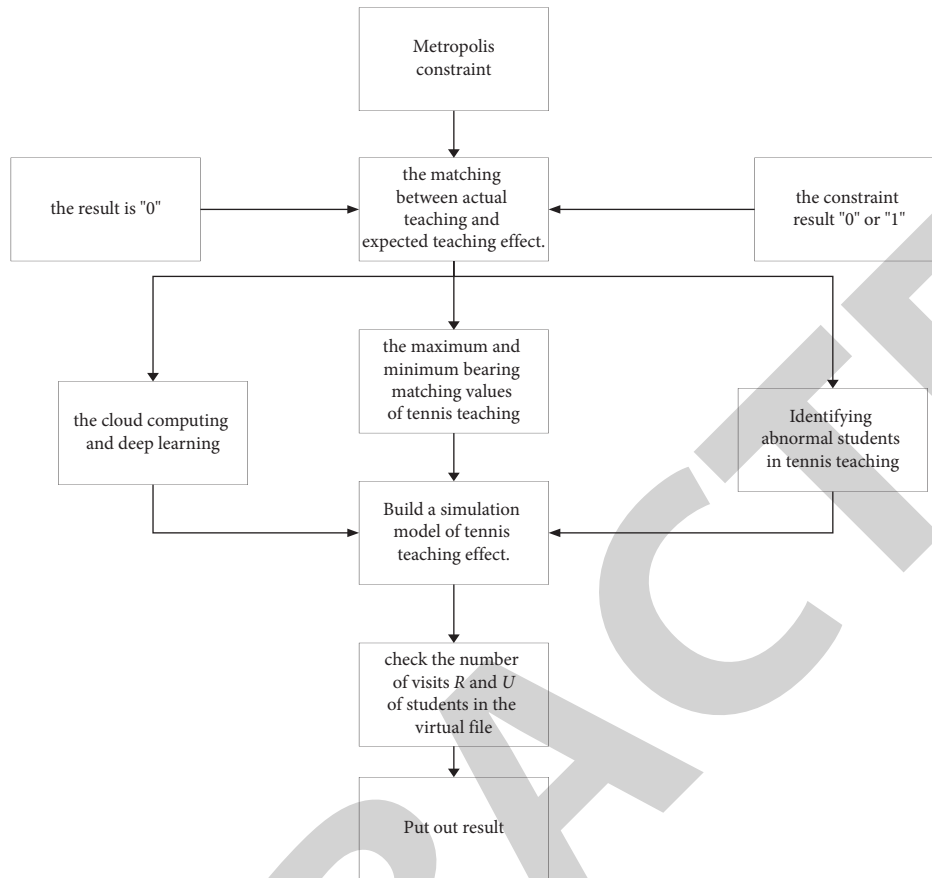 Metropolis
constraint
the result is "0"
the matching
between actual
teaching and
expected teaching effect.
the constraint
result "0" or "1"
the cloud computing
and deep learning
the maximum and
minimum bearing
matching values
of tennis teaching
Identifying
abnormal students
in tennis teaching
Build a simulation
model of tennis
teaching effect.
check the number
of visits R and U
of students in the
virtual file
Put out result
RACTE